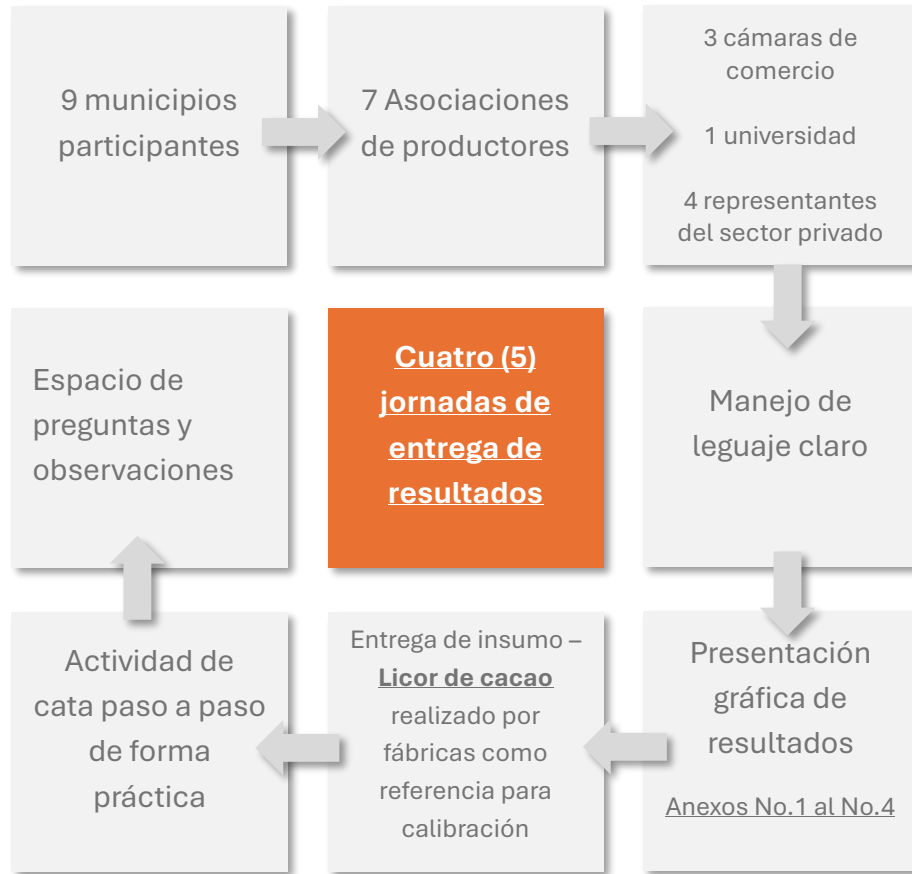 9 municipios
participantes
7 Asociaciones
de productores
3 cámaras de
comercio
1 universidad
4 representantes
del sector privado
Espacio de
preguntas y
observaciones
Cuatro (5)
jornadas de
entrega de
resultados
Manejo de
leguaje claro
Actividad de
cata paso a paso
de forma
práctica
Entrega de insumo –
Licor de cacao
realizado por
fábricas como
referencia para
calibración
Presentación
gráfica de
resultados
Anexos No.1 al No.4